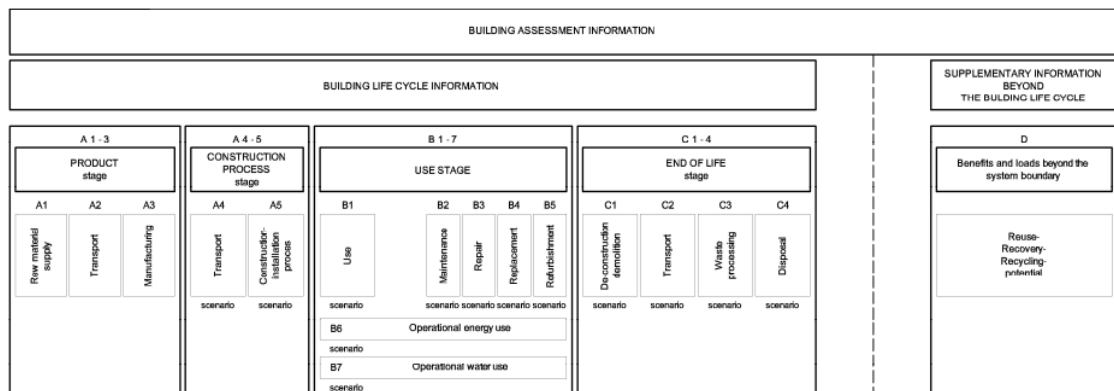 BUILDING ASSESSMENT INFORMATION
BUILDING LIFE CYCLE INFORMATION
SUPPLEMENTARY INFORMATION
BEYOND
THE BULDING LIFE CYCLE
A 1 - 3
PRODUCT
stage
A1
A2
A3
Raw material
supply
Transport
Manufacturing
A 4 - 5
CONSTRUCTION
PROCESS
stage
A4
A5
Transport
Construction-
installation
proces
scenario
scenario
B 1 - 7
USE STAGE
B1
B2
B3
B4
B5
Use
Maintenance
Repair
Replacement
Refurbishment
scenario
scenario
scenario
scenario
scenario
B6
Operational energy use
scenario
B7
Operational water use
scenario
C 1 - 4
END OF LIFE
stage
C1
C2
C3
C4
De-construction
demolition
Transport
Waste
processing
Disposal
scenario
scenario
scenario
scenario
D
Benefits and loads beyond the
system boundary
Reuse-
Recovery-
Recycling-
potential